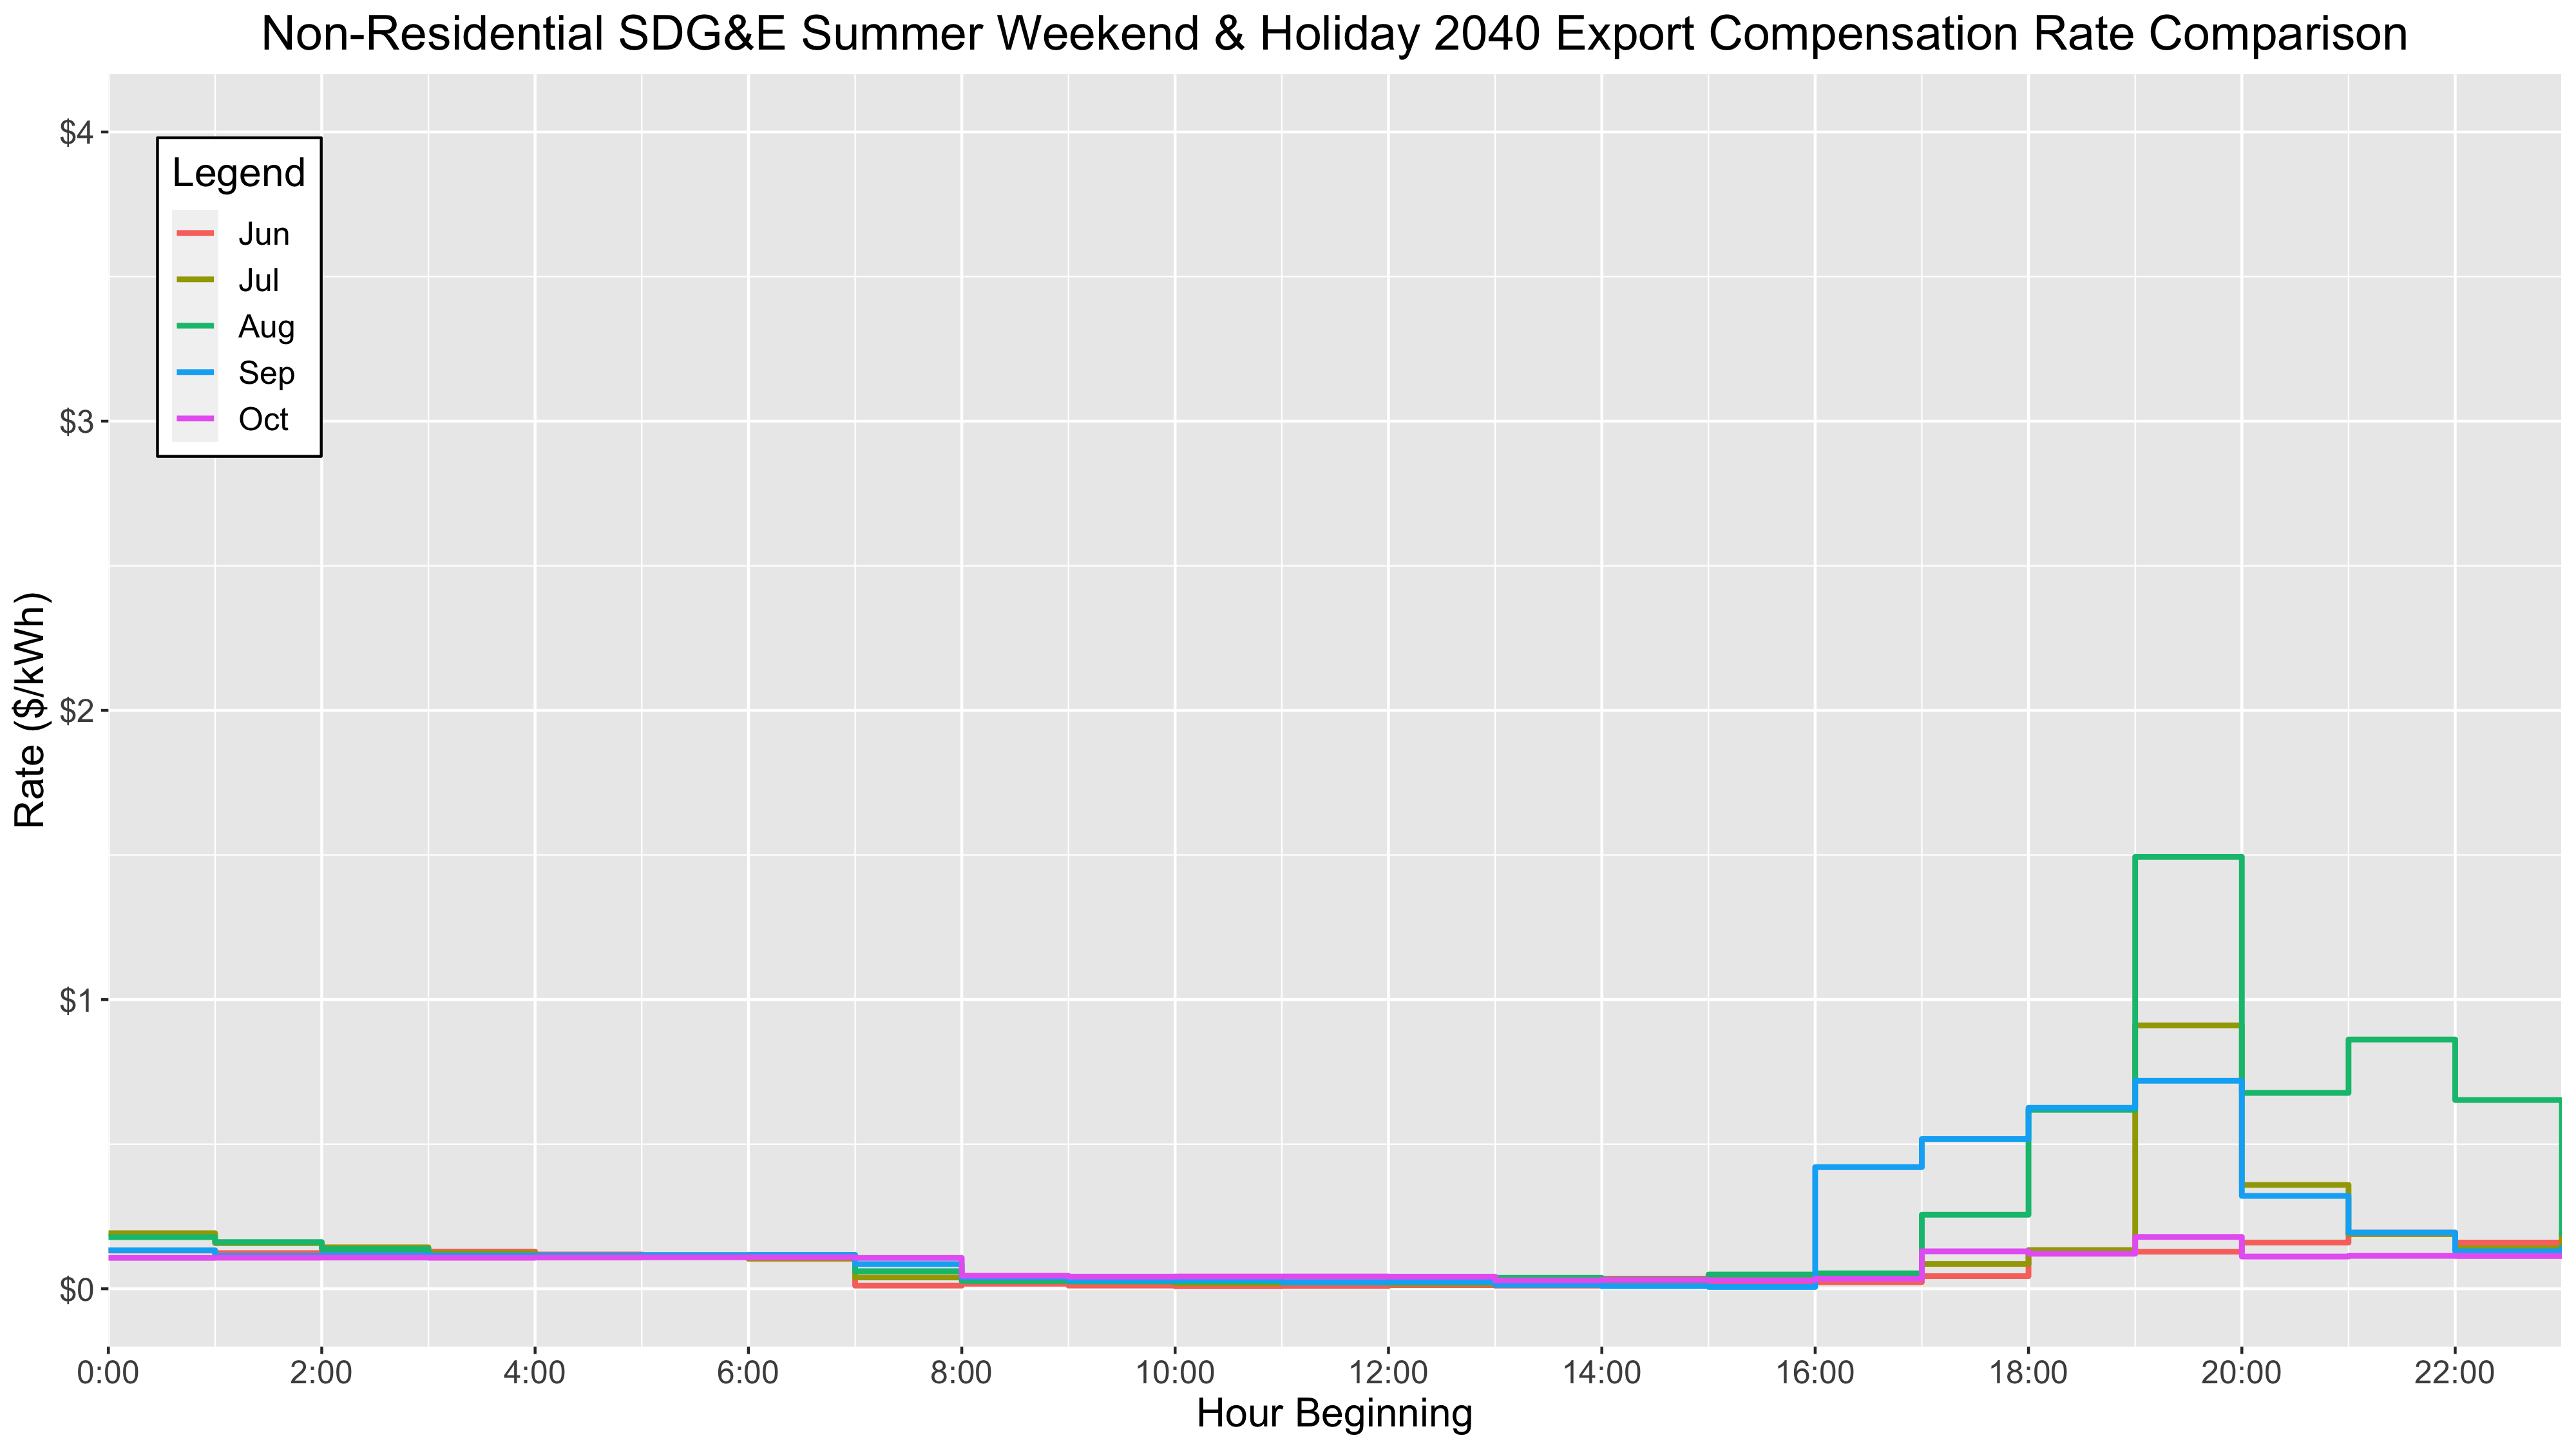 Non-Residential SDG&E Summer Weekend & Holiday 2040 Export Compensation Rate Comparison
$4
$3
$2
$1
$0
Rate ($/kWh)
Legend
Jun
Jul
Aug
Sep
Oct
0:00 2:00 4:00 6:00 8:00 10:00 12:00 14:00 16:00 18:00 20:00 22:00
Hour Beginning